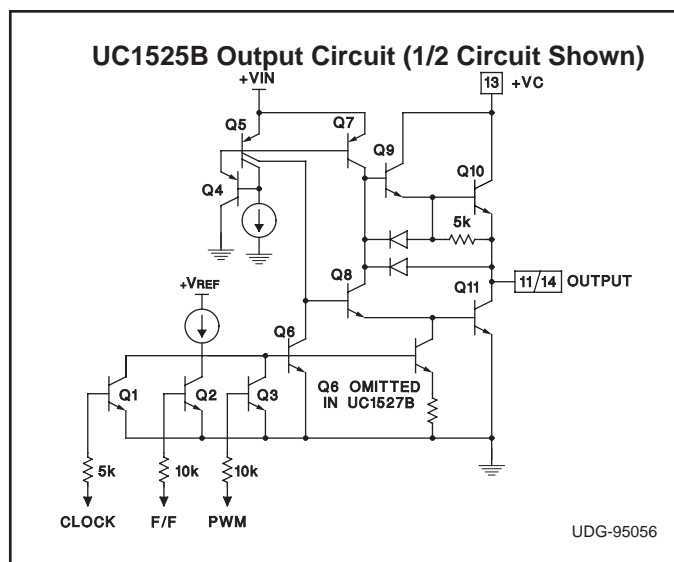 UC1525B Output Circuit (1/2 Circuit Shown)
+VIN
13 +VC
Q5
Q7
Q9
Q10
Q4
5k
Q8
11/14 OUTPUT
+VREF
Q11
Q6
Q1
Q2
Q3
Q6 OMITTED
IN UC1527B
5k
10k
10k
CLOCK
F/F
PWM
UDG-95056